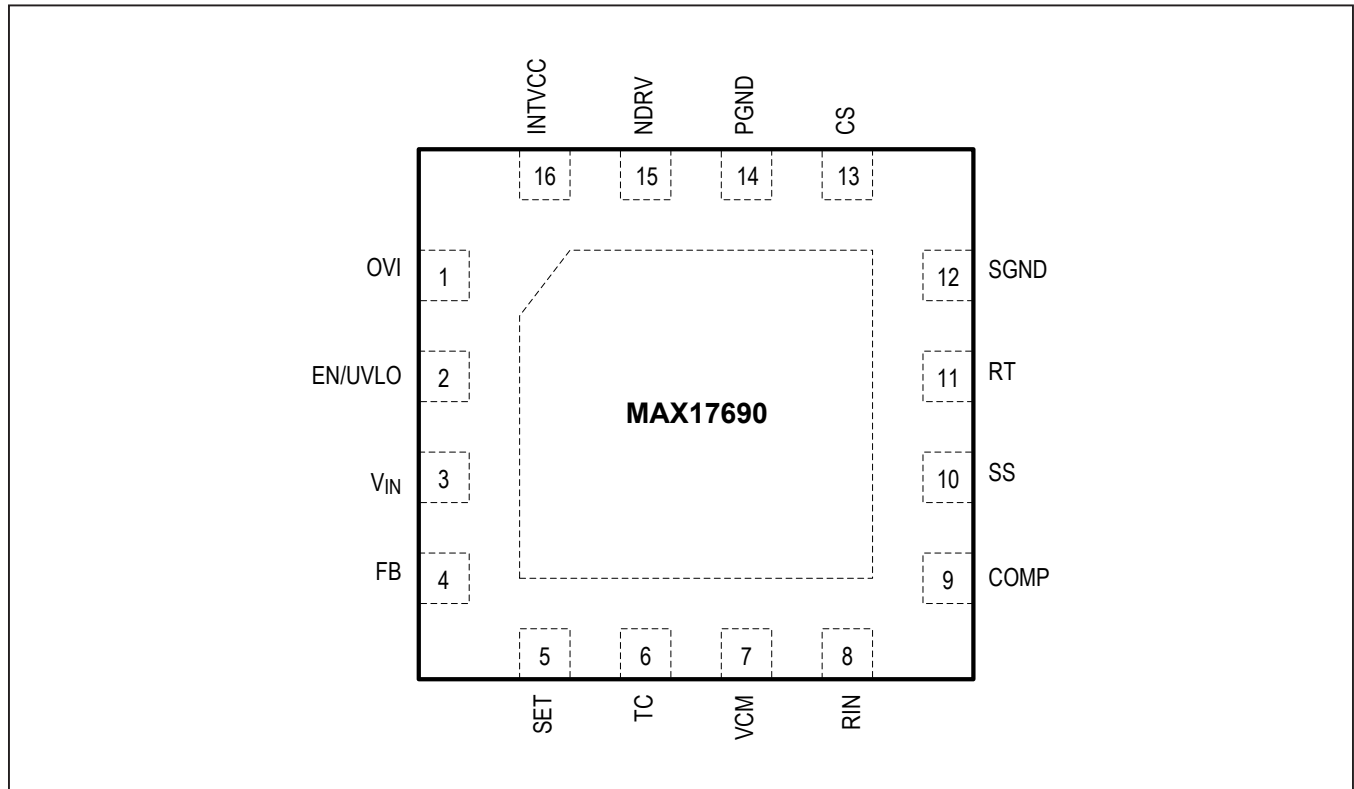 INTVCC
NDRV
PGND
CS
16
15
14
13
OVI
1
12
SGND
EN/UVLO
2
11
RT
MAX17690
VIN
3
10
SS
FB
4
9
COMP
5
6
7
8
SET
TC
VCM
RIN